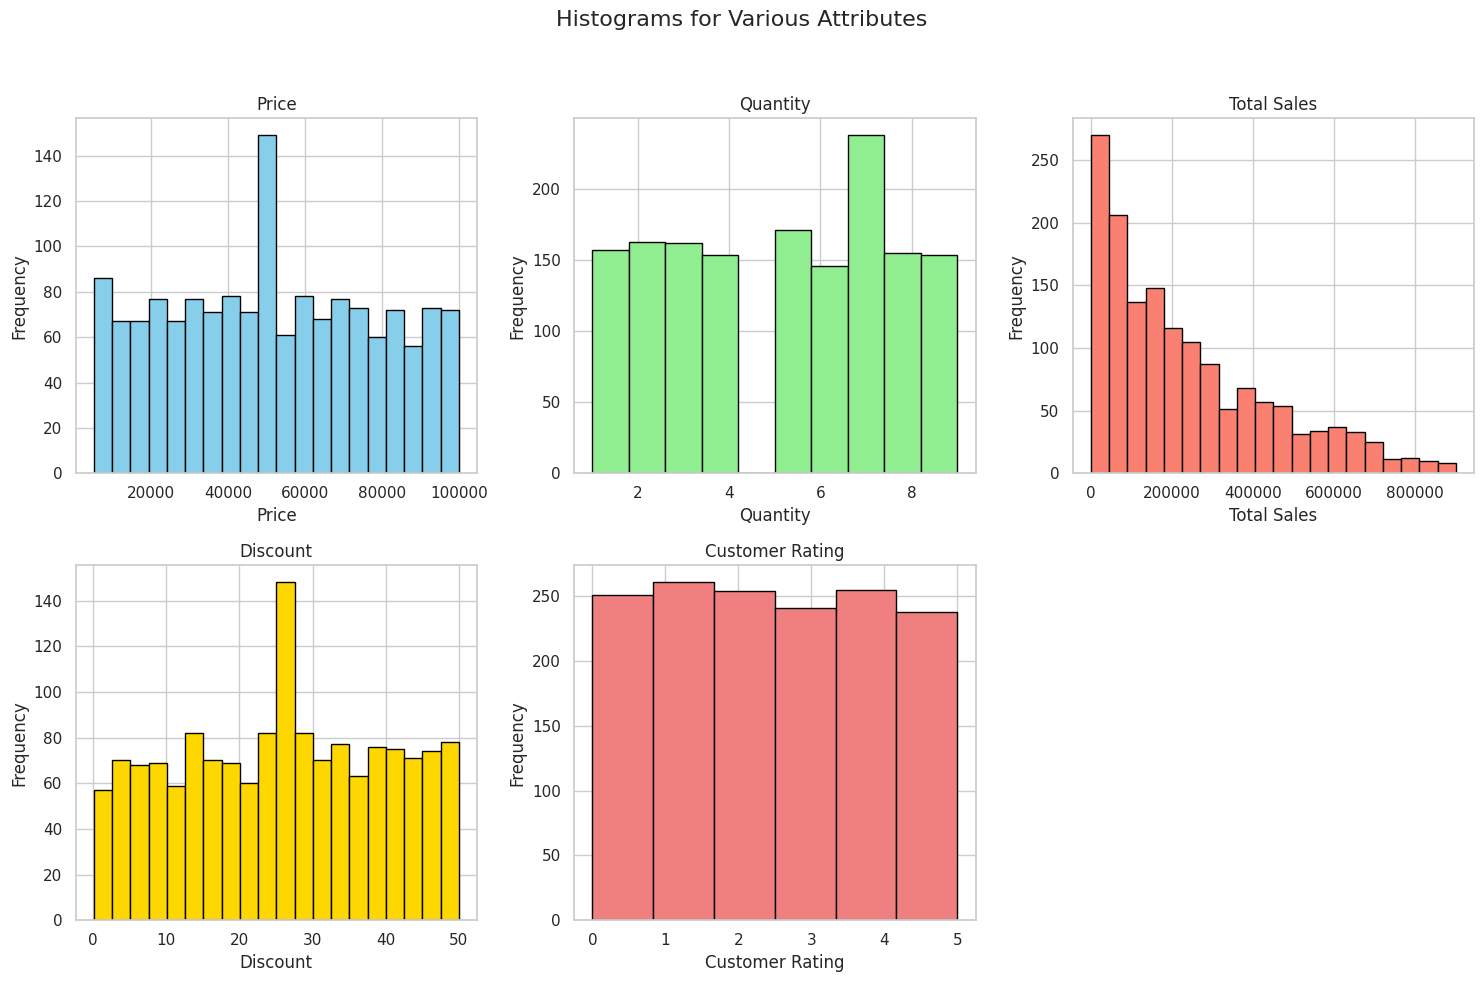 Histograms for Various Attributes
Price
Frequency
140
120
100
80
60
40
20
0
20000 40000 60000 80000 100000
Price
Quantity
Frequency
200
150
100
50
0
2 4 6 8
Quantity
Total Sales
Frequency
250
200
150
100
50
0
0 200000 400000 600000 800000
Total Sales
Discount
Frequency
140
120
100
80
60
40
20
0
0 10 20 30 40 50
Discount
Customer Rating
Frequency
250
200
150
100
50
0
0 1 2 3 4 5
Customer Rating